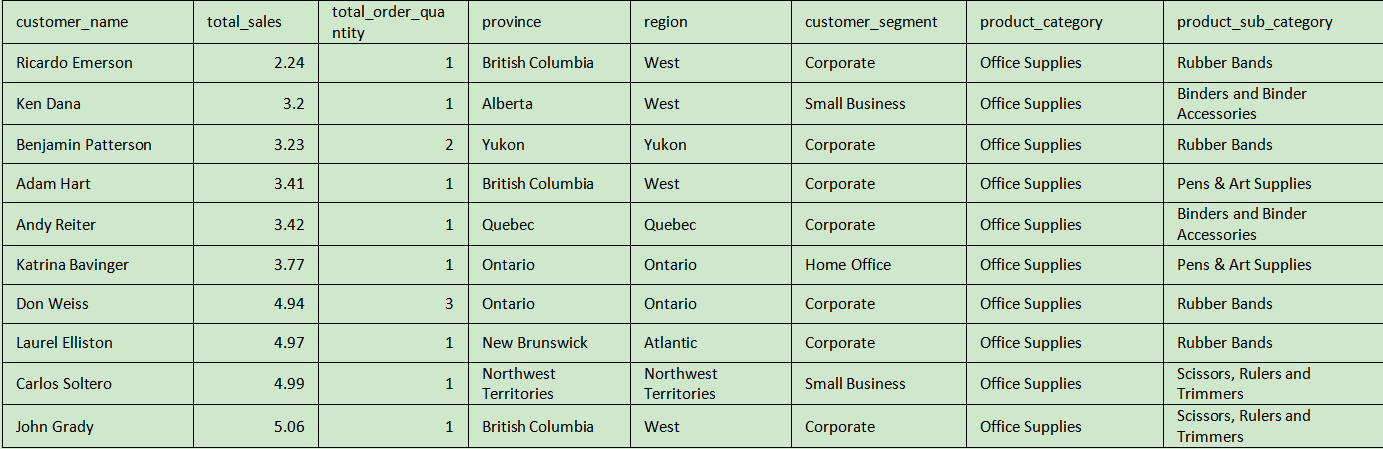 customer_name total_sales total_order_qua
ntity province region customer_segment product_category product_sub_category
Ricardo Emerson 2.24 1 British Columbia West Corporate Office Supplies Rubber Bands
Ken Dana 3.2 1 Alberta West Small Business Office Supplies Binders and Binder
Accessories
Benjamin Patterson 3.23 2 Yukon Yukon Corporate Office Supplies Rubber Bands
Adam Hart 3.41 1 British Columbia West Corporate Office Supplies Pens & Art Supplies
Andy Reiter 3.42 1 Quebec Quebec Corporate Office Supplies Binders and Binder
Accessories
Katrina Bavinger 3.77 1 Ontario Ontario Home Office Office Supplies Pens & Art Supplies
Don Weiss 4.94 3 Ontario Ontario Corporate Office Supplies Rubber Bands
Laurel Elliston 4.97 1 New Brunswick Atlantic Corporate Office Supplies Rubber Bands
Carlos Soltero 4.99 1 Northwest
Territories Northwest
Territories Small Business Office Supplies Scissors, Rulers and
Trimmers
John Grady 5.06 1 British Columbia West Corporate Office Supplies Scissors, Rulers and
Trimmers